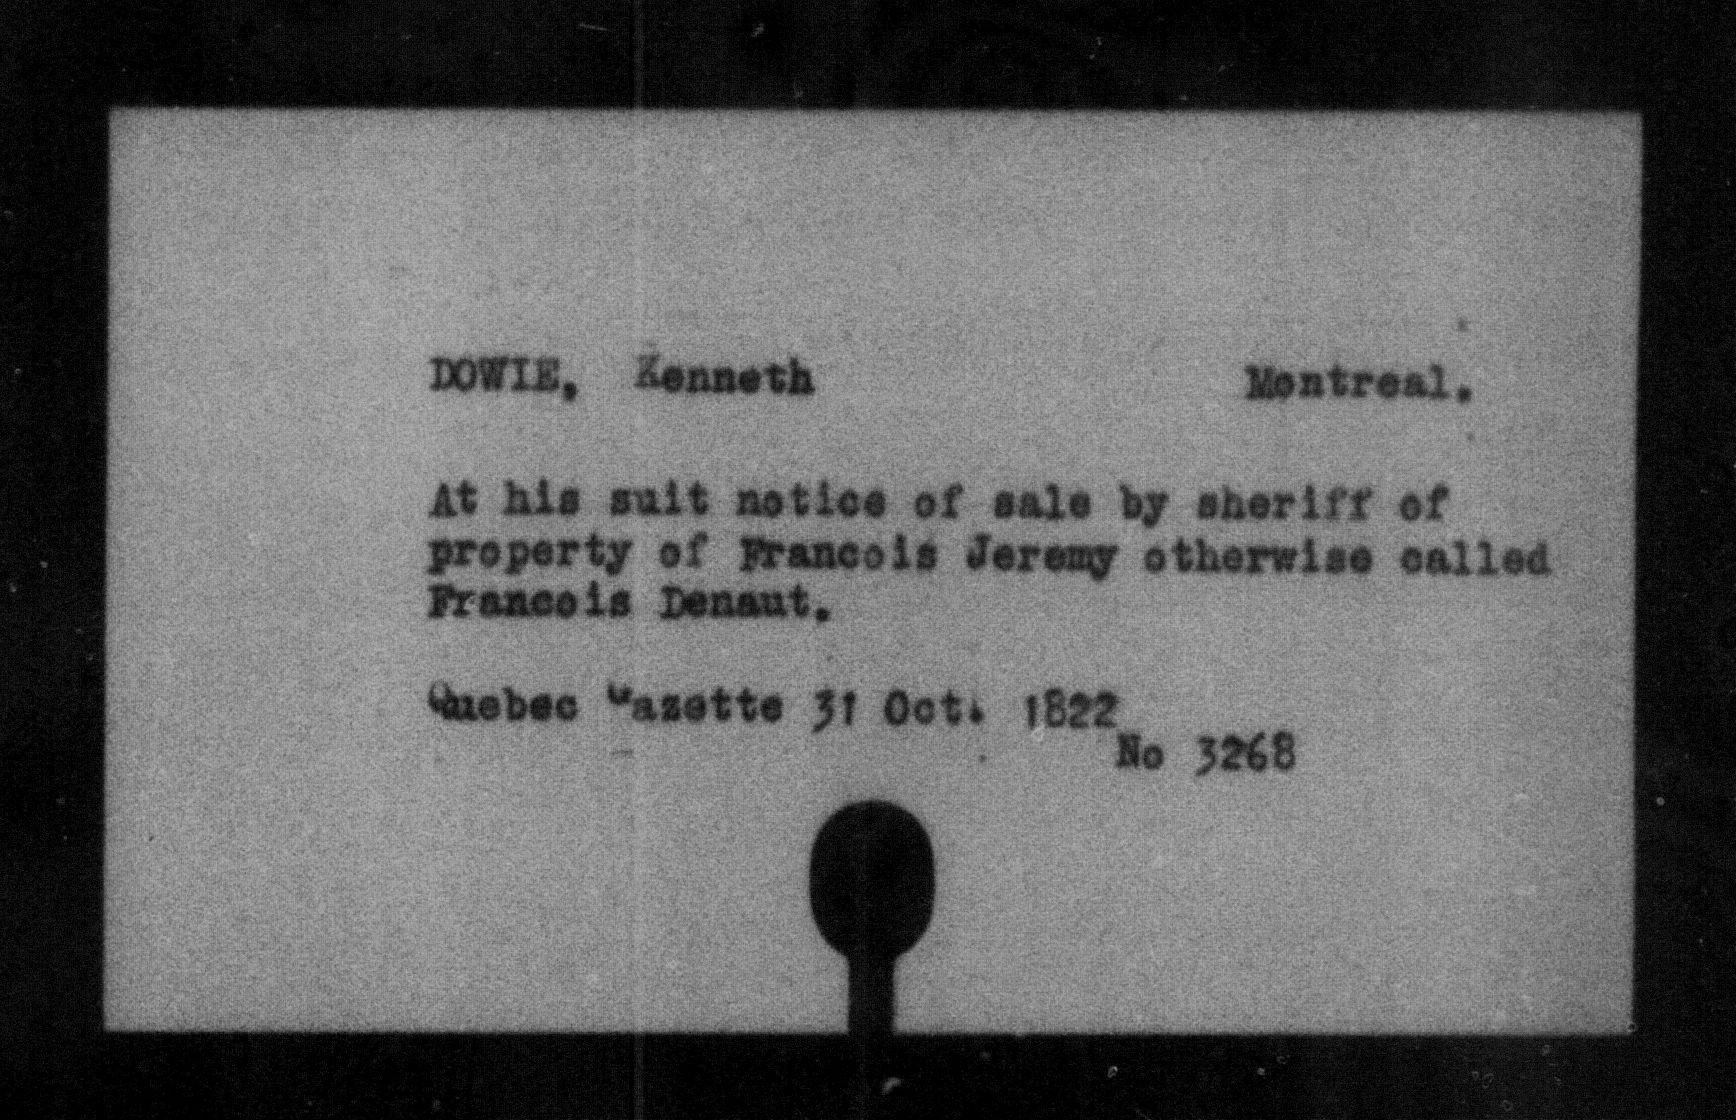 DOWIE, Kenneth Montreal.
At his suit notice of sale by sheriff of
property of Francois Jeremy otherwise called
Francois Denaut.
Quebec Gazette 31 Oct. 1822
No 3268